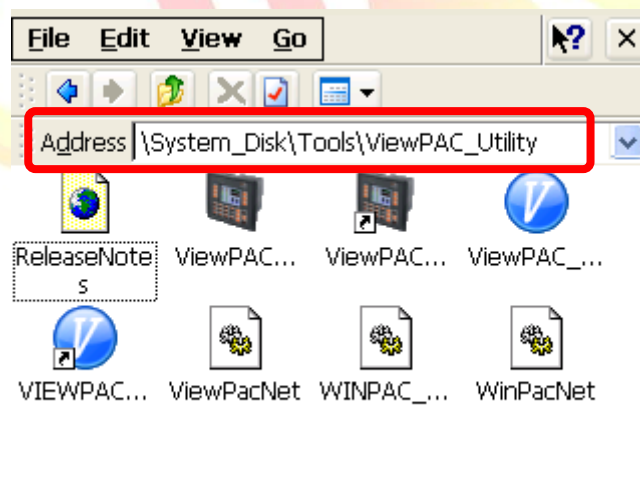 File Edit View Go
?
Address \System_Disk\Tools\ViewPAC_Utility
ReleaseNote
s
ViewPAC... ViewPAC... ViewPAC_...
VIEWPAC... ViewPacNet WINPAC_... WinPacNet